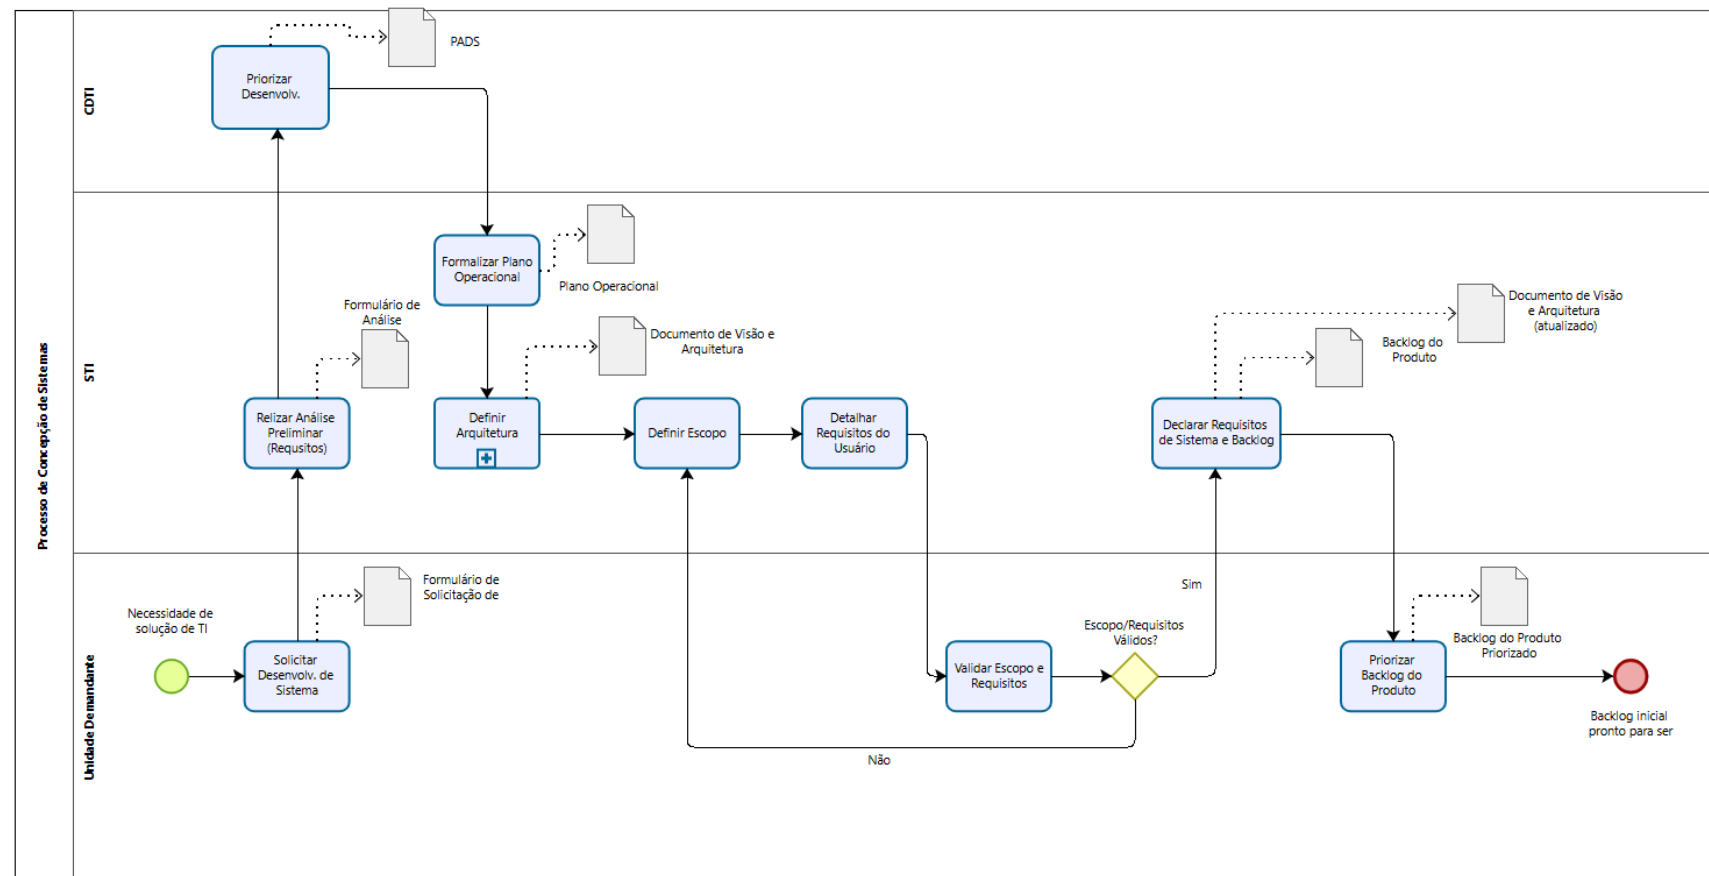 Processo de Concepção de Sistemas
CDTI
PADS
Priorizar
Desenvolv.
STI
Formalizar Plano
Operacional
Plano Operacional
Formulário de
Análise
Documento de Visão e
Arquitetura
Documento de Visão
e Arquitetura
(atualizado)
Backlog do
Produto
Relizar Análise
Preliminar
(Requsitos)
Definir
Arquitetura
Definir Escopo
Detalhar
Requisitos do
Usuário
Declarar Requisitos
de Sistema e Backlog
Unidade Demandante
Necessidade de
solução de TI
Formulário de
Solicitação de
Solicitar
Desenvolv. de
Sistema
Validar Escopo e
Requisitos
Escopo/Requisitos
Válidos?
Sim
Não
Backlog do Produto
Priorizado
Priorizar
Backlog do
Produto
Backlog inicial
pronto para ser